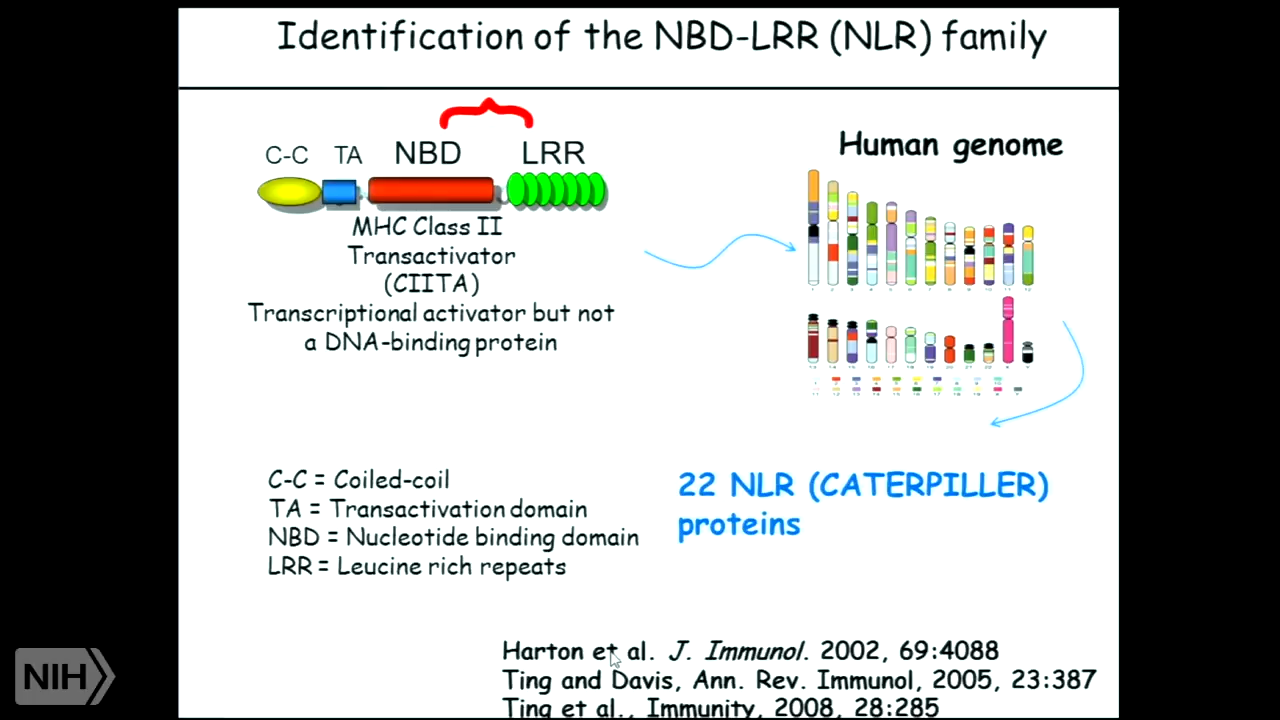 Identification of the NBD-LRR (NLR) family
C-C TA NBD LRR
MHC Class II
Transactivator
(CIITA)
Transcriptional activator but not
a DNA-binding protein
Human genome
C-C = Coiled-coil
TA = Transactivation domain
NBD = Nucleotide binding domain
LRR = Leucine rich repeats
22 NLR (CATERPILLER)
proteins
Harton et al. J. Immunol. 2002, 69:4088
Ting and Davis, Ann. Rev. Immunol, 2005, 23:387
Ting et al., Immunity, 2008, 28:285
NIH